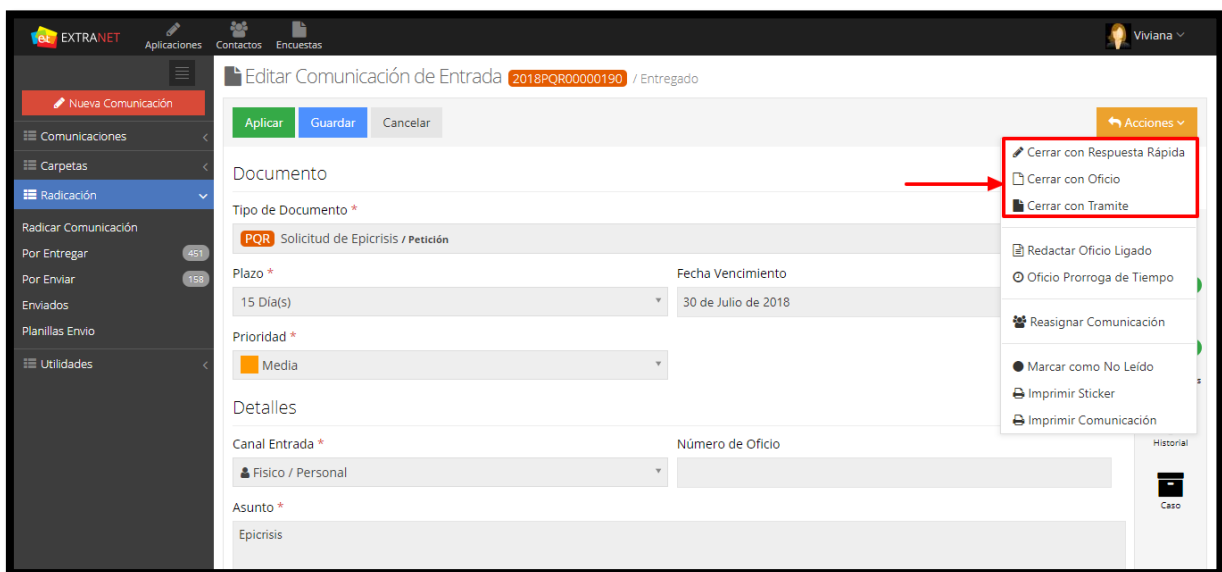 EXTRANET
Aplicaciones
Contactos
Encuestas
Viviana
Nueva Comunicación
Comunicaciones
Carpetas
Radicación
Radicar Comunicación
Por Entregar 451
Por Enviar 158
Enviados
Planillas Envio
Utilidades
Editar Comunicación de Entrada 2018PQR00000190 / Entregado
Aplicar Guardar Cancelar
Acciones
Cerrar con Respuesta Rápida
Cerrar con Oficio
Cerrar con Tramite
Redactar Oficio Ligado
Oficio Prorroga de Tiempo
Reasignar Comunicación
Marcar como No Leído
Imprimir Sticker
Imprimir Comunicación
Documento
Tipo de Documento *
PQR Solicitud de Epicrisis / Petición
Plazo *
15 Día(s)
Fecha Vencimiento
30 de Julio de 2018
Prioridad *
Media
Detalles
Canal Entrada *
Fisico / Personal
Número de Oficio
Asunto *
Epicrisis
Historial
Caso